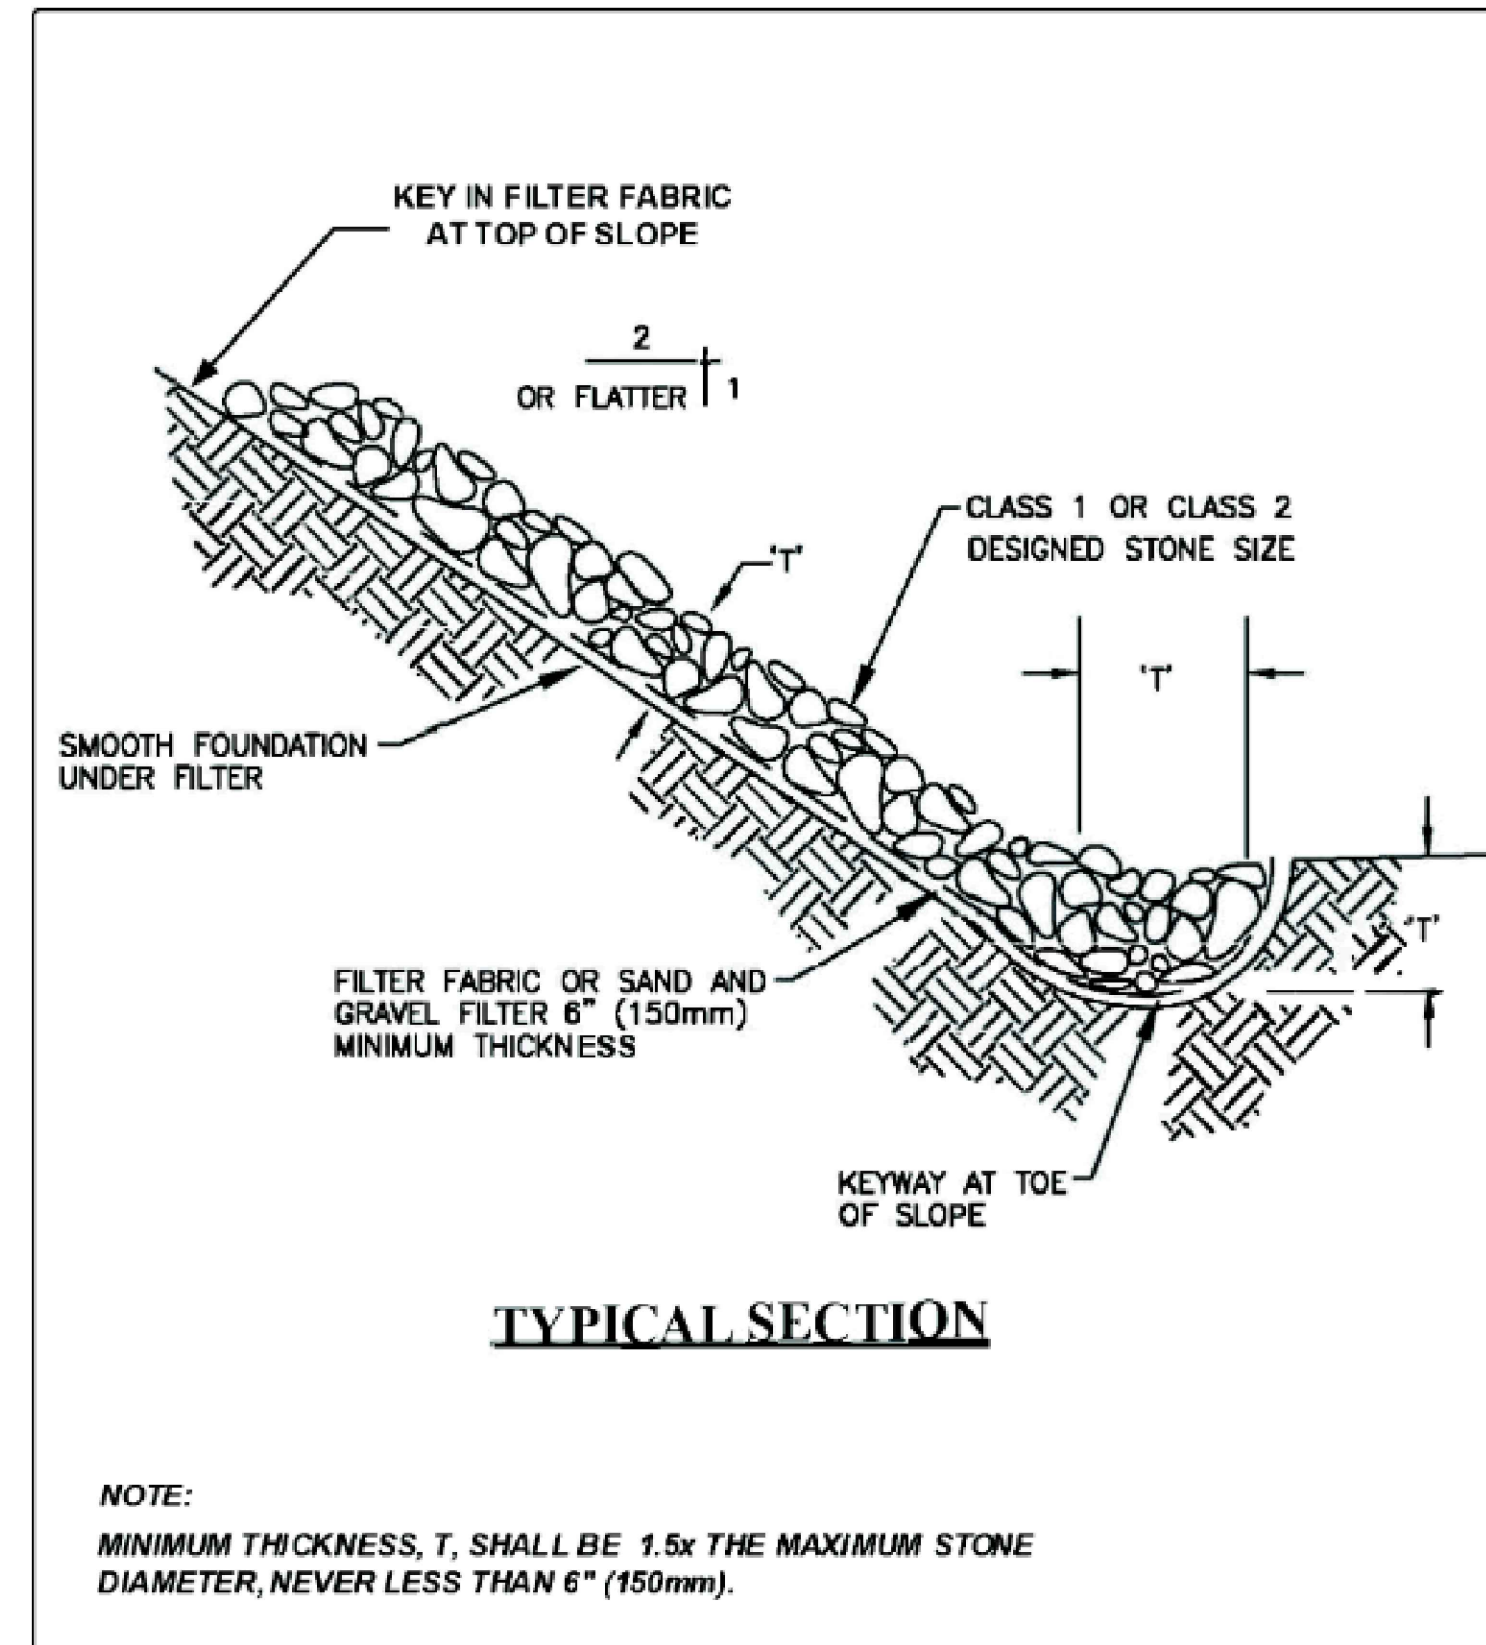 KEY IN FILTER FABRIC
AT TOP OF SLOPE
2
OR FLATTER
1
CLASS 1 OR CLASS 2
DESIGNED STONE SIZE
'T'
'T'
SMOOTH FOUNDATION
UNDER FILTER
'T'
FILTER FABRIC OR SAND AND
GRAVEL FILTER 6" (150mm)
MINIMUM THICKNESS
KEYWAY AT TOE
OF SLOPE
TYPICAL SECTION
NOTE:
MINIMUM THICKNESS, T, SHALL BE 1.5x THE MAXIMUM STONE
DIAMETER, NEVER LESS THAN 6" (150mm).